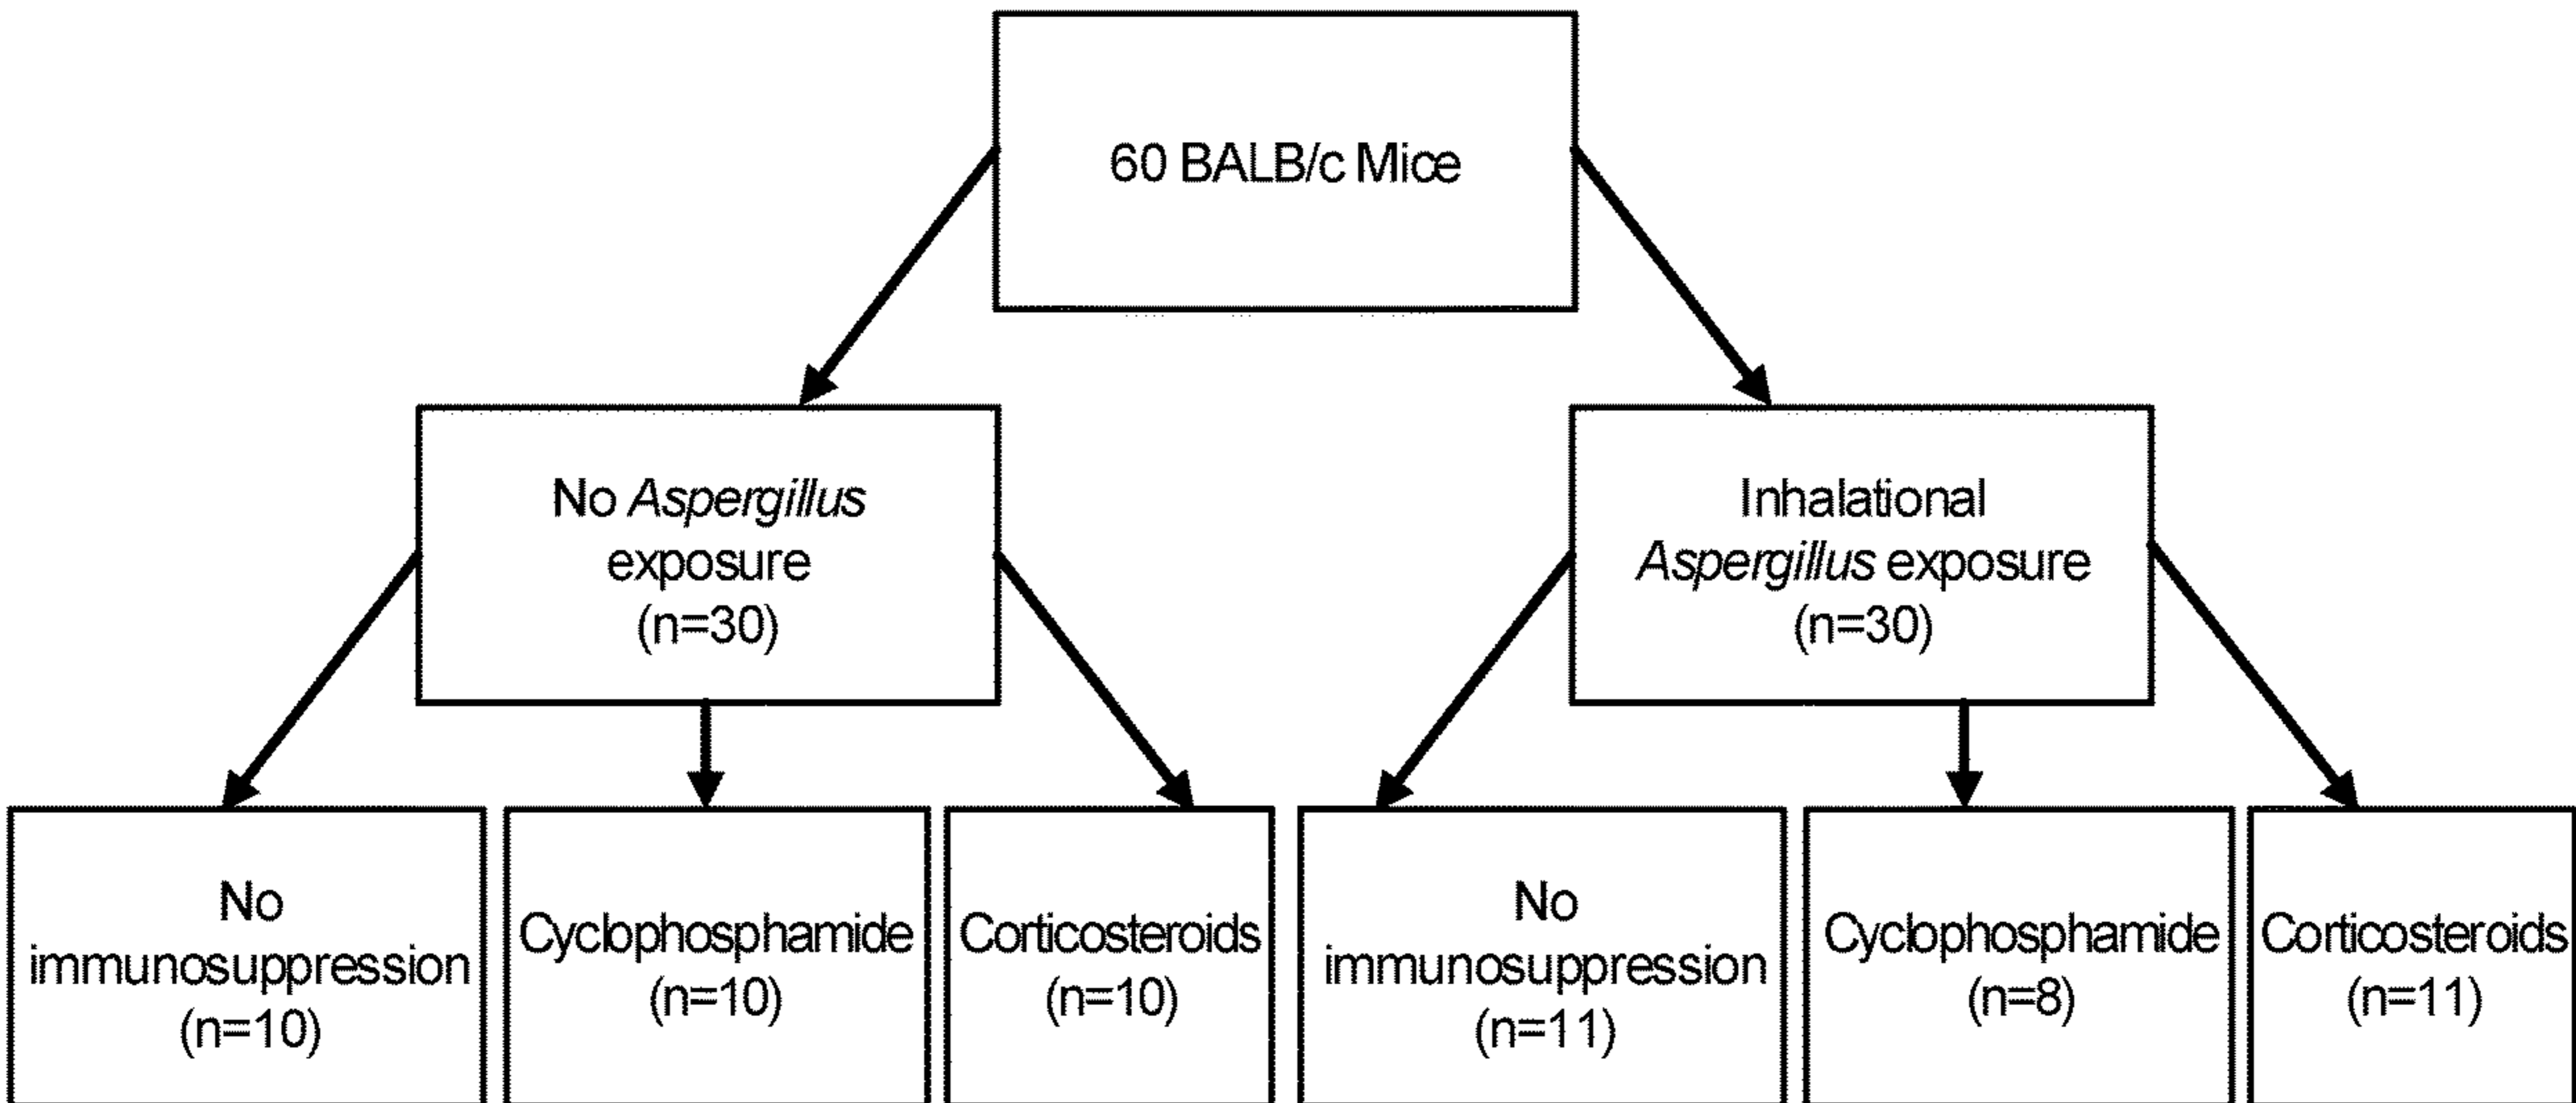 60 BALB/c Mice
No Aspergillus
exposure
(n=30)
Inhalational
Aspergillus exposure
(n=30)
No
immunosuppression
(n=10)
Cyclophosphamide
(n=10)
Corticosteroids
(n=10)
No
immunosuppression
(n=11)
Cyclophosphamide
(n=8)
Corticosteroids
(n=11)